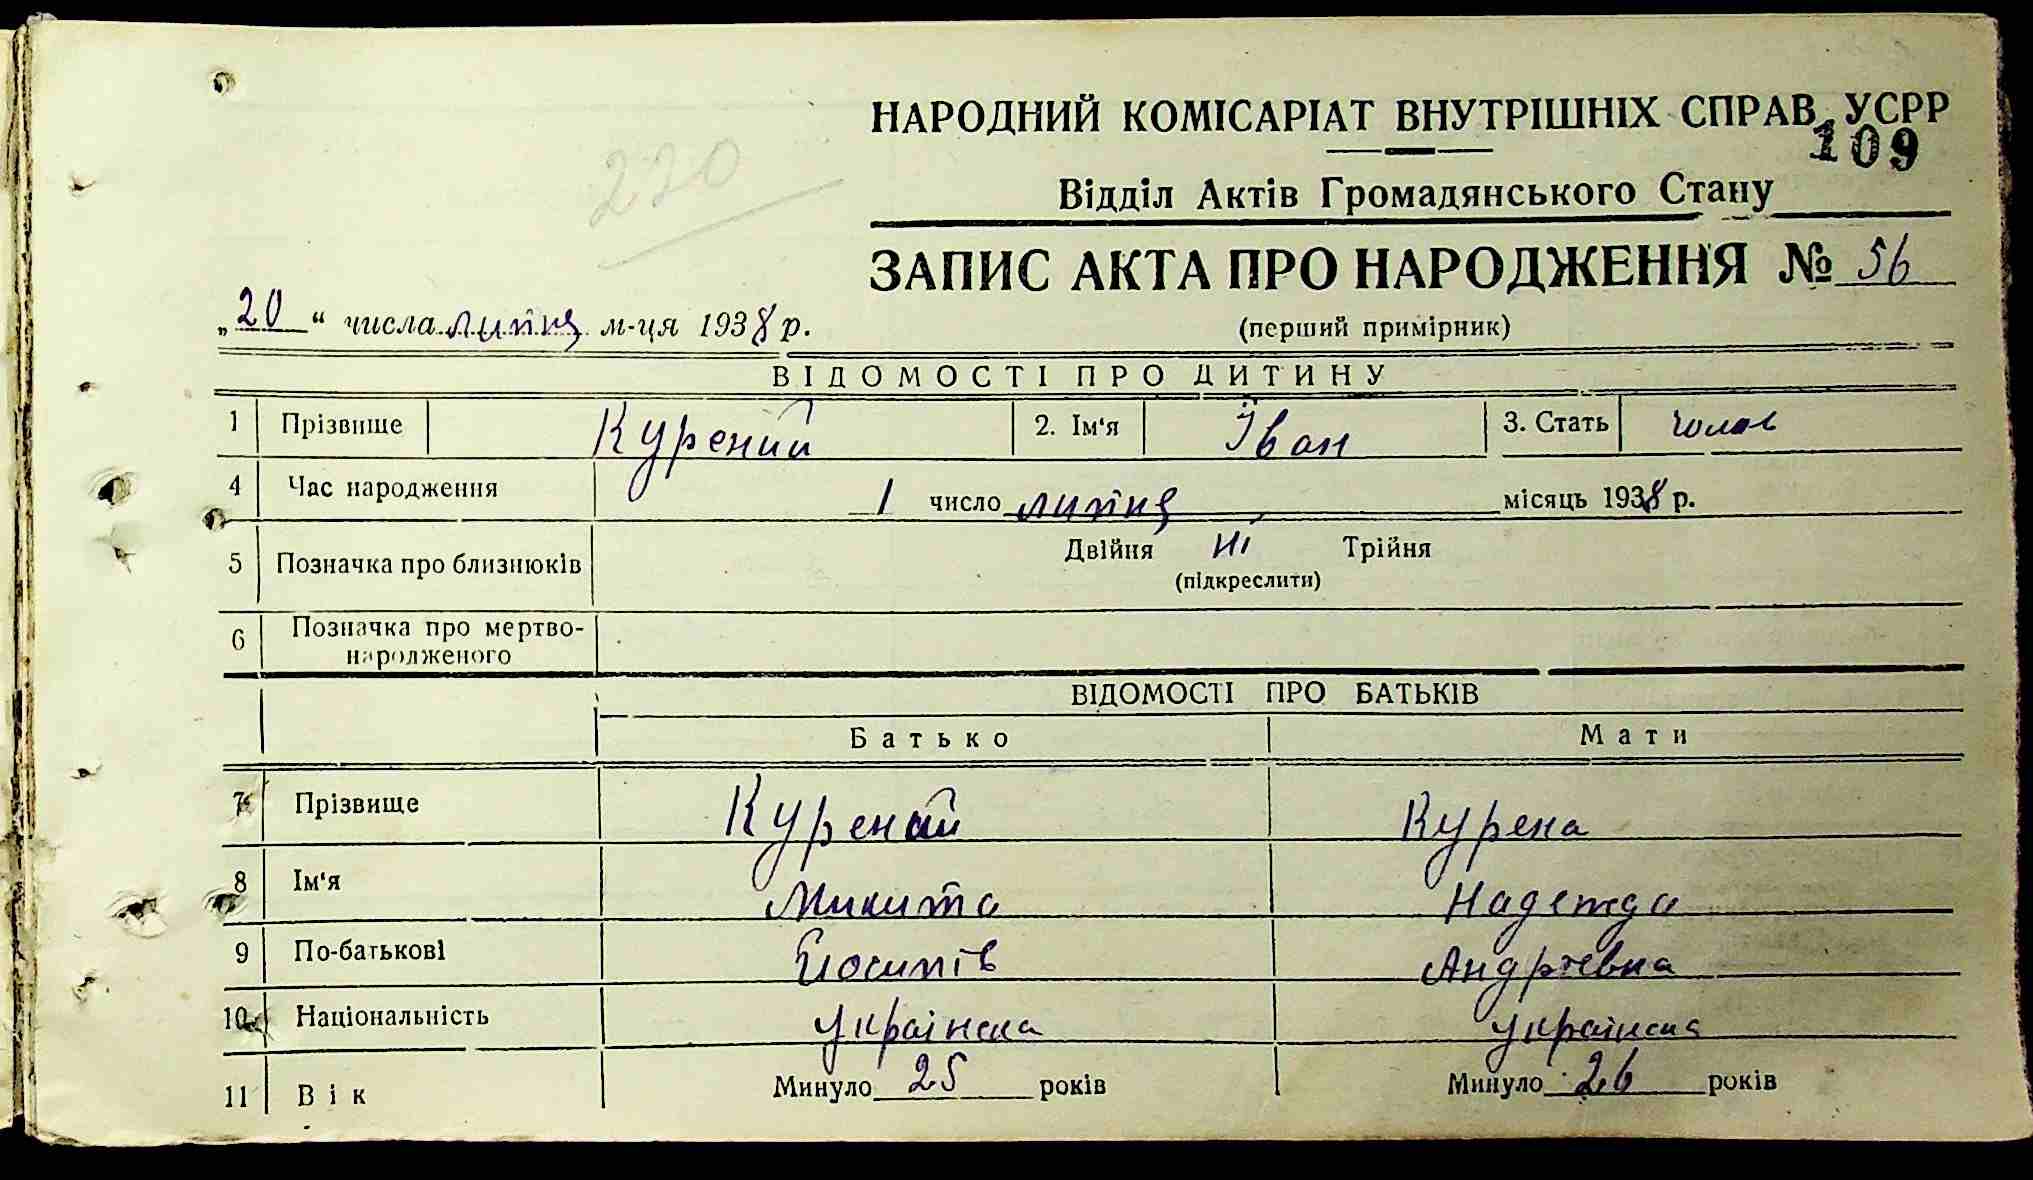 220
НАРОДНИЙ КОМІСАРІАТ ВНУТРІШНІХ СПРАВ УСРР
109
Відділ Актів Громадянського Стану
ЗАПИС АКТА ПРО НАРОДЖЕННЯ № 56
„20“ числа липня м-ця 1938 р.
(перший примірник)
ВІДОМОСТІ ПРО ДИТИНУ
1 Прізвище Курений 2. Ім'я Іван 3. Стать чолов
4 Час народження 1 число липня місяць 1938 р.
5 Позначка про близнюків Двійня ні Трійня
(підкреслити)
6 Позначка про мертво-
народженого
ВІДОМОСТІ ПРО БАТЬКІВ
Батько Мати
7 Прізвище Курений Курена
8 Ім'я Микита Надежда
9 По-батькові Йосипів Андрієвна
10 Національність українка українка
11 Вік Минуло 25 років Минуло 26 років